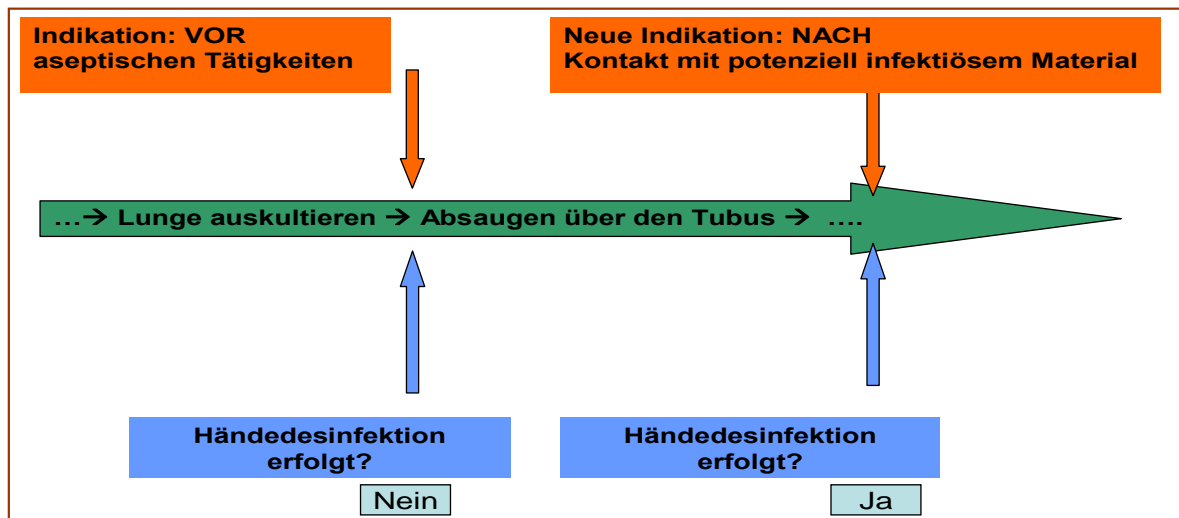 Indikation: VOR
aseptischen Tätigkeiten
Neue Indikation: NACH
Kontakt mit potenziell infektiösem Material
…→ Lunge auskultieren → Absaugen über den Tubus → ….
Händedesinfektion
erfolgt?
Nein
Händedesinfektion
erfolgt?
Ja